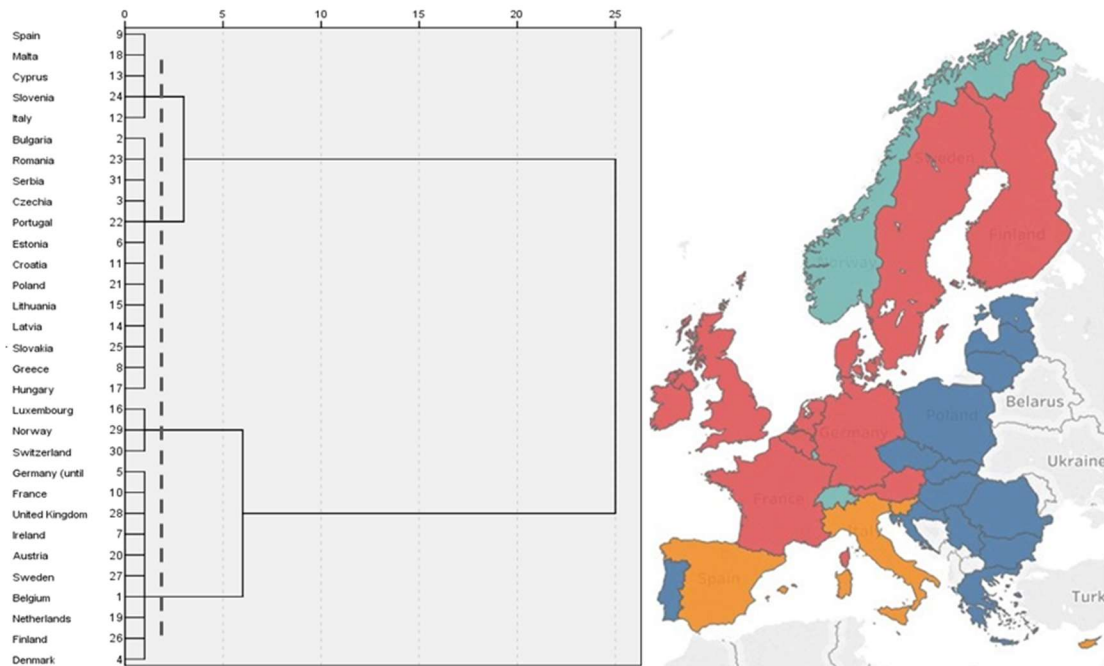 0 5 10 15 20 25
Spain 9
Malta 18
Cyprus 13
Slovenia 24
Italy 12
Bulgaria 2
Romania 23
Serbia 31
Czechia 3
Portugal 22
Estonia 6
Croatia 11
Poland 21
Lithuania 15
Latvia 14
Slovakia 25
Greece 8
Hungary 17
Luxembourg 16
Norway 29
Switzerland 30
Germany (until 5
France 10
United Kingdom 28
Ireland 7
Austria 20
Sweden 27
Belgium 1
Netherlands 19
Finland 26
Denmark 4
Sweden
Finland
Norway
Belarus
Poland
Germany
Ukraine
France
Italy
Spain
Turk